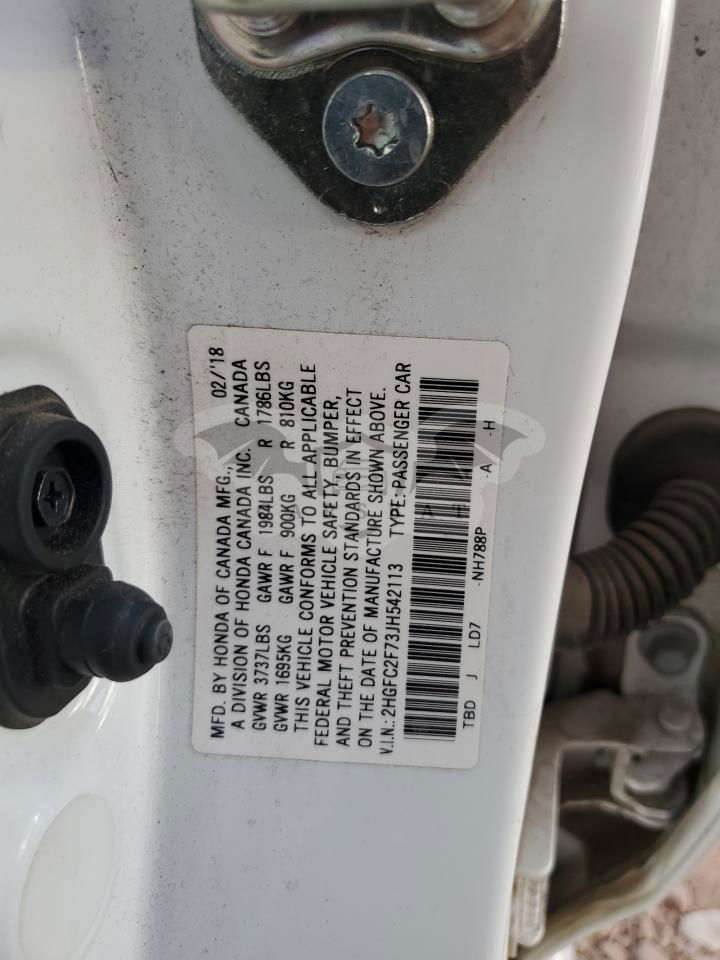 MFD. BY HONDA OF CANADA MFG., 02/'18
A DIVISION OF HONDA CANADA INC. CANADA
GVWR 3737LBS GAWR F 1984LBS R 1786LBS
GVWR 1695KG GAWR F 900KG R 810KG
THIS VEHICLE CONFORMS TO ALL APPLICABLE
FEDERAL MOTOR VEHICLE SAFETY, BUMPER,
AND THEFT PREVENTION STANDARDS IN EFFECT
ON THE DATE OF MANUFACTURE SHOWN ABOVE.
V.I.N.: 2HGFC2F73JH542113 TYPE: PASSENGER CAR
TBD J LD7 -NH788P -A -H